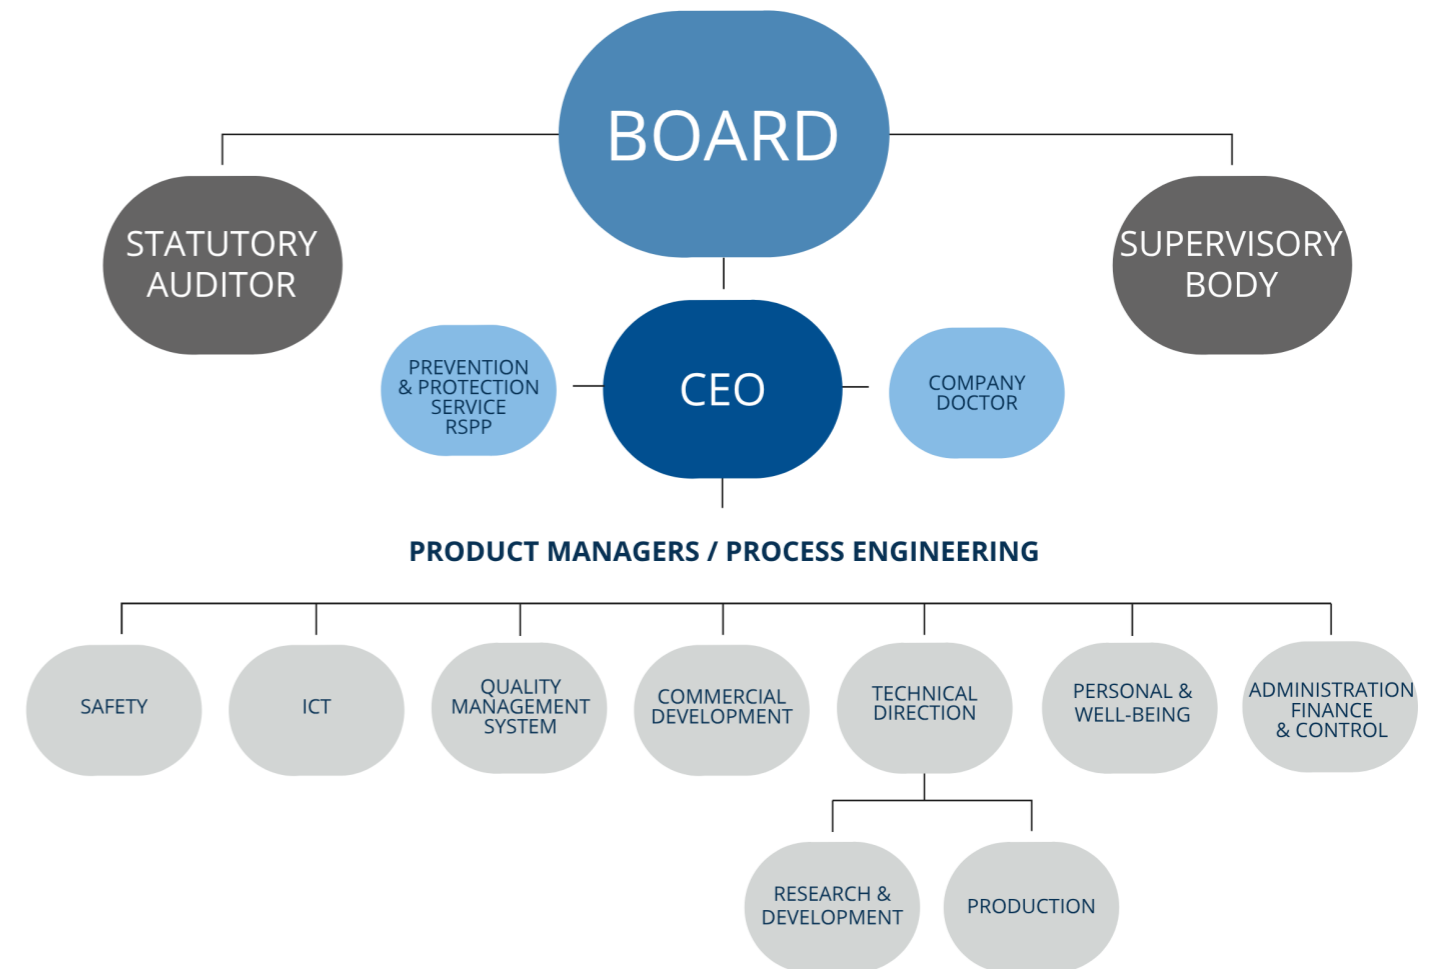 BOARD
STATUTORY
AUDITOR
SUPERVISORY
BODY
PREVENTION
& PROTECTION
SERVICE
RSPP
CEO
COMPANY
DOCTOR
PRODUCT MANAGERS / PROCESS ENGINEERING
SAFETY
ICT
QUALITY
MANAGEMENT
SYSTEM
COMMERCIAL
DEVELOPMENT
TECHNICAL
DIRECTION
PERSONAL &
WELL-BEING
ADMINISTRATION
FINANCE
& CONTROL
RESEARCH &
DEVELOPMENT
PRODUCTION